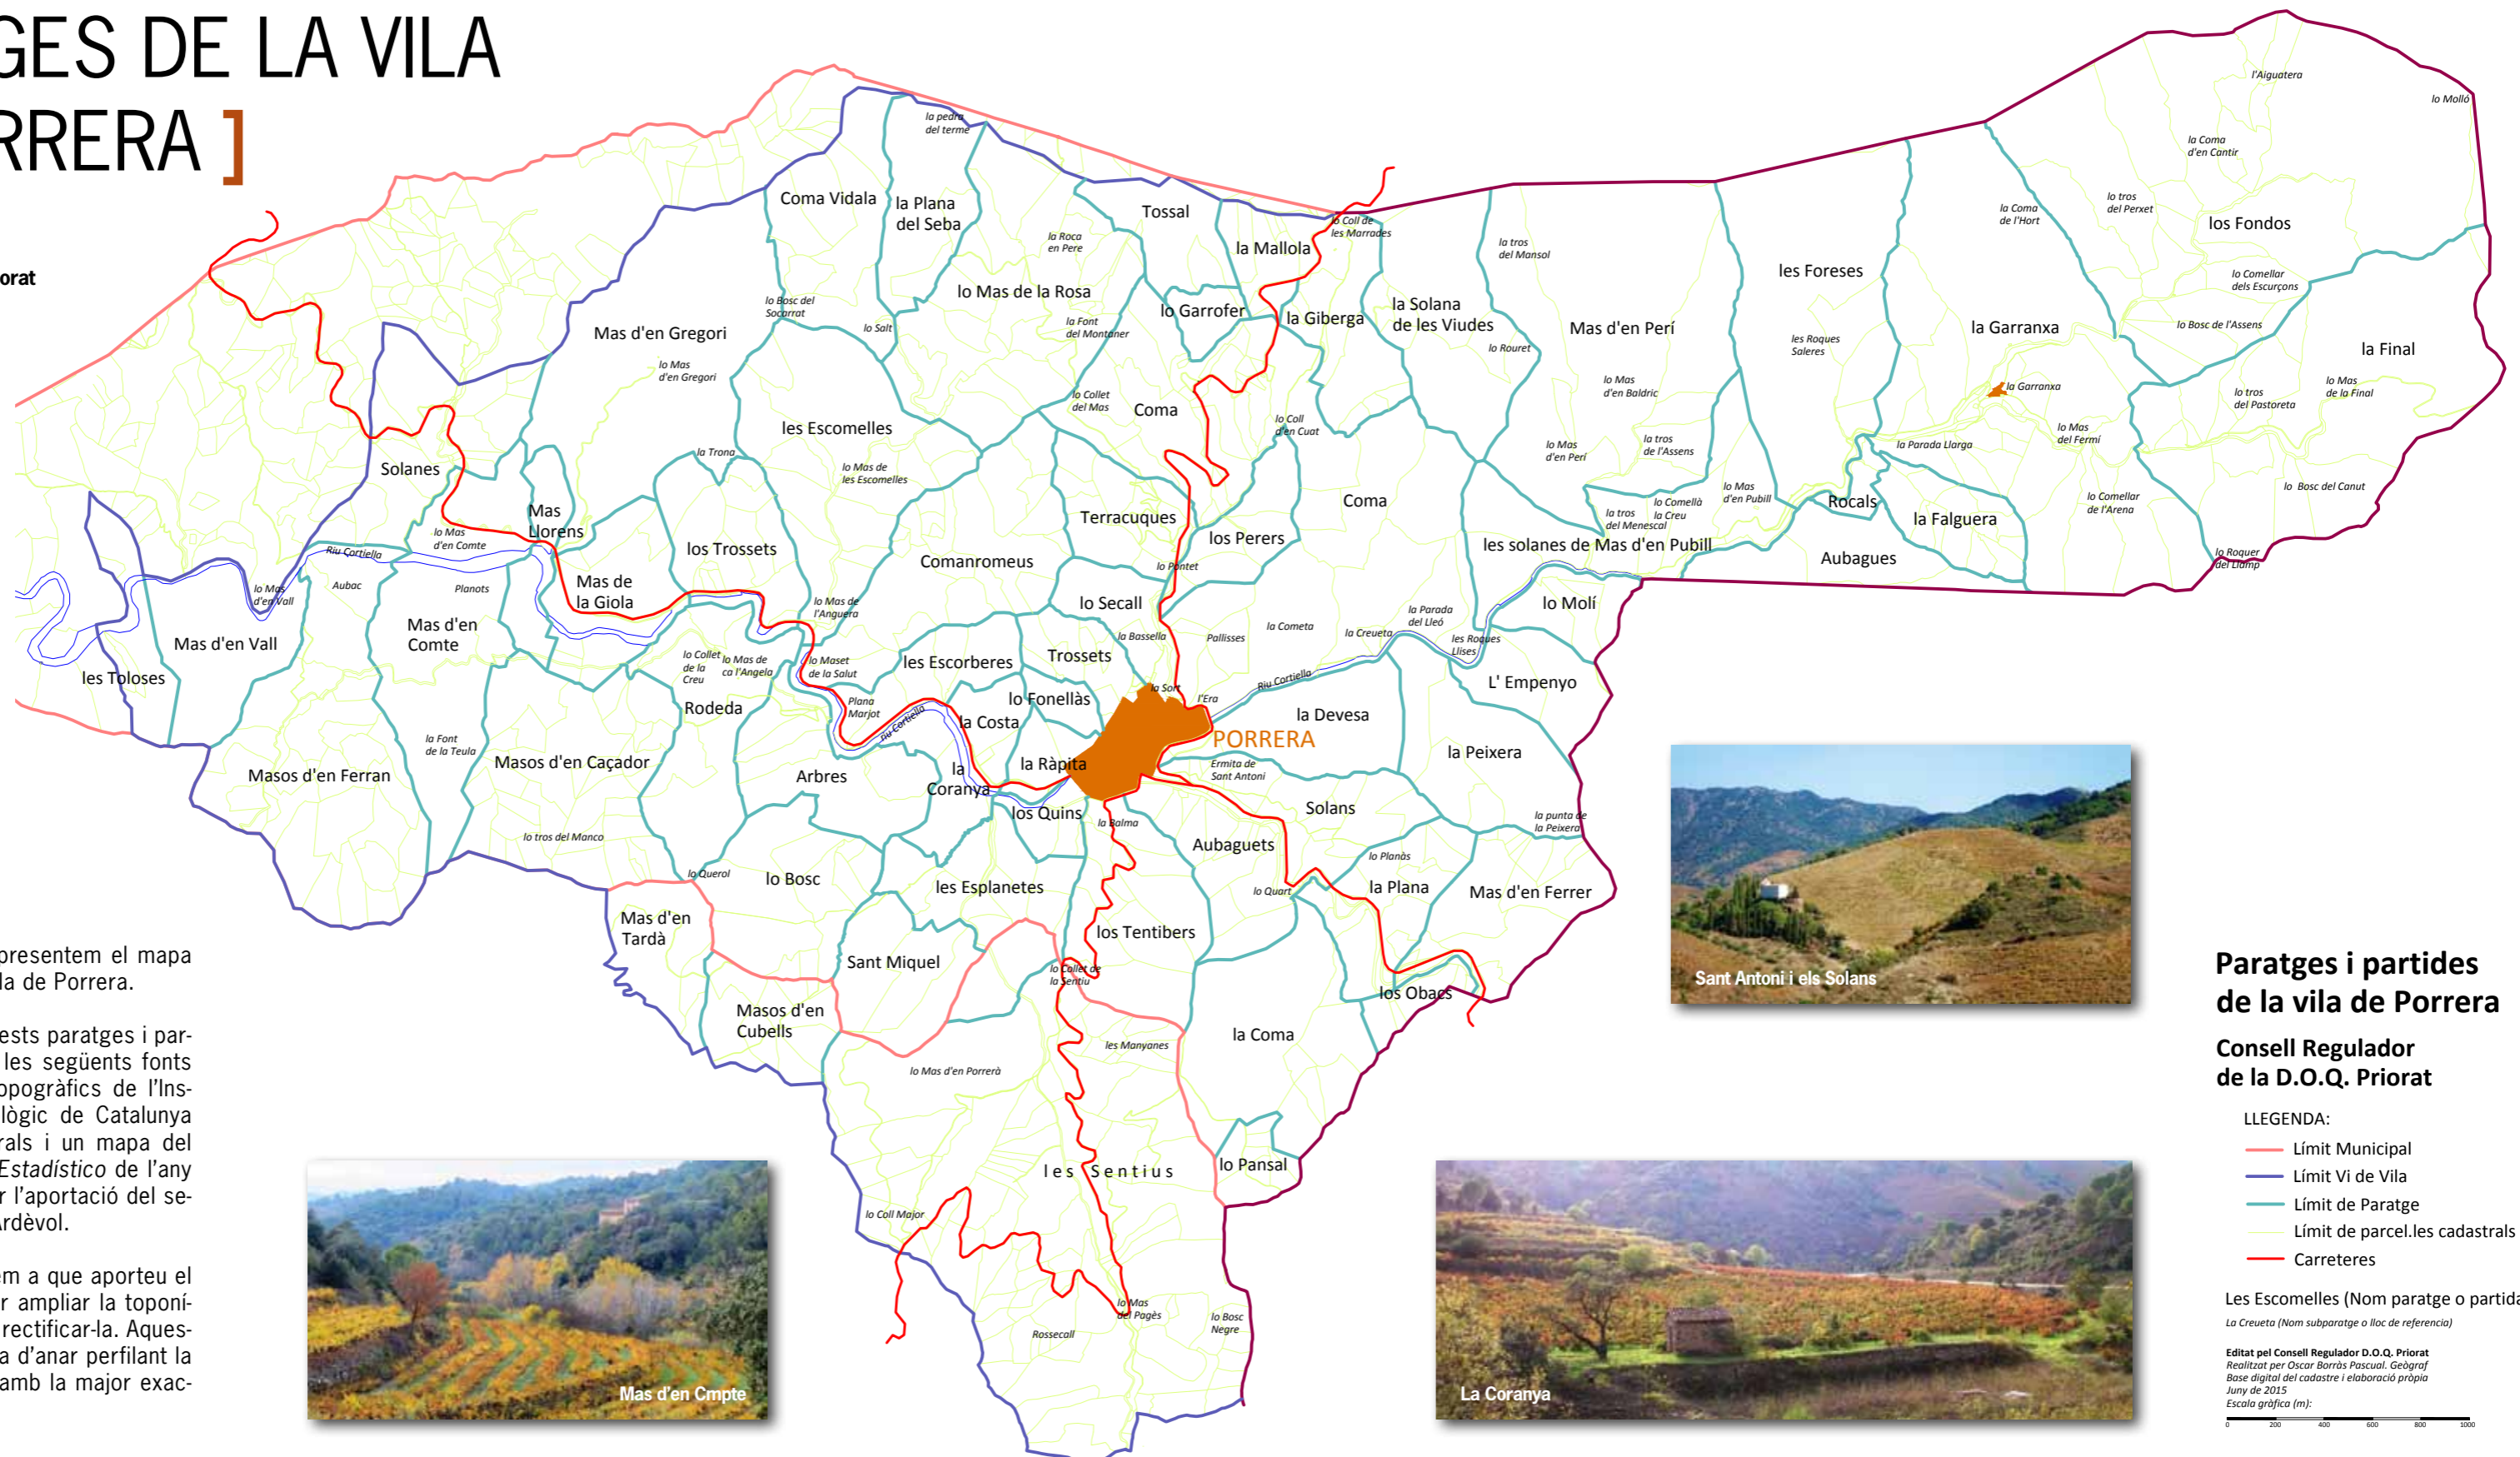 GES DE LA VILA
RRERA ]
orat
presentem el mapa
la de Porrera.
ests paratges i par-
les següents fonts
opogràfics de l'Ins-
lògic de Catalunya
rals i un mapa del
Estadístico de l'any
r l'aportació del se-
Ardèvol.
em a que aporteu el
r ampliar la toponí-
rectificar-la. Aques-
a d'anar perfilant la
amb la major exac-
la pedra
del terme
Coma Vidala
la Plana
del Seba
la Roca
en Pere
Tossal
la Mallola
lo Coll de
les Marrades
lo Mas de la Rosa
lo Garrofer
la Giberga
la Solana
de les Viudes
lo Rouret
la tros
del Mansol
Mas d'en Perí
les Foreses
les Roques
Saleres
l'Aiguatera
lo Molló
la Coma
d'en Cantir
lo tros
del Perxet
la Coma
de l'Hort
los Fondos
lo Comellar
dels Escurçons
lo Bosc de l'Assens
la Garranxa
la Final
la Garranxa
lo Mas
de la Final
lo tros
del Pastoreta
lo Mas
del Fermí
la Parada Llarga
lo Bosc del Canut
lo Comellar
de l'Arena
lo Roquer
del Llamp
lo Bosc del
Socarrat
lo Salt
Mas d'en Gregori
lo Mas
d'en Gregori
la Font
del Montaner
lo Collet
del Mas
Coma
lo Coll
d'en Cuat
lo Mas
d'en Baldric
lo Mas
d'en Perí
la tros
de l'Assens
les Escomelles
lo Mas de
les Escomelles
la Trona
Solanes
Mas
Llorens
lo Mas
d'en Comte
los Trossets
Terracuques
los Perers
Coma
la tros
del Menescal
lo Comellà
la Creu
lo Mas
d'en Pubill
Rocals
la Falguera
Aubagues
les solanes de Mas d'en Pubill
Comanromeus
lo Pontet
Riu Cortiella
Aubac
Planots
lo Mas
d'en Vall
Mas d'en Vall
les Toloses
Mas d'en
Comte
Mas de
la Giola
lo Mas de
l'Anguera
lo Secall
la Bassella
Pallisses
la Cometa
la Creueta
la Parada
del Lleó
les Roques
Llises
lo Molí
L' Empenyo
lo Collet
de la
Creu
lo Mas de
ca l'Angela
lo Maset
de la Salut
les Escorberes
Trossets
lo Fonellàs
la Sort
l'Era
Riu Cortiella
la Devesa
Rodeda
Plana
Marjot
riu Cortiella
la Costa
PORRERA
la Peixera
la Font
de la Teula
Masos d'en Ferran
Masos d'en Caçador
Arbres
la
Coranya
la Ràpita
Ermita de
Sant Antoni
los Quins
la Balma
Solans
la punta de
la Peixera
lo tros del Manco
lo Querol
lo Bosc
les Esplanetes
Aubaguets
lo Quart
lo Planàs
la Plana
Mas d'en Ferrer
Mas d'en
Tardà
Sant Miquel
los Tentibers
lo Collet de
la Sentiu
los Obacs
Masos d'en
Cubells
la Coma
les Manyanes
lo Mas d'en Porrerà
les Sentius
lo Pansal
lo Coll Major
lo Mas
del Pagès
Rossecall
lo Bosc
Negre
Sant Antoni i els Solans
Mas d'en Cmpte
La Coranya
Paratges i partides
de la vila de Porrera
Consell Regulador
de la D.O.Q. Priorat
LLEGENDA:
Límit Municipal
Límit Vi de Vila
Límit de Paratge
Límit de parcel.les cadastrals
Carreteres
Les Escomelles (Nom paratge o partida
La Creueta (Nom subparatge o lloc de referencia)
Editat pel Consell Regulador D.O.Q. Priorat
Realitzat per Oscar Borràs Pascual. Geògraf
Base digital del cadastre i elaboració pròpia
Juny de 2015
Escala gràfica (m):
0 200 400 600 800 1000